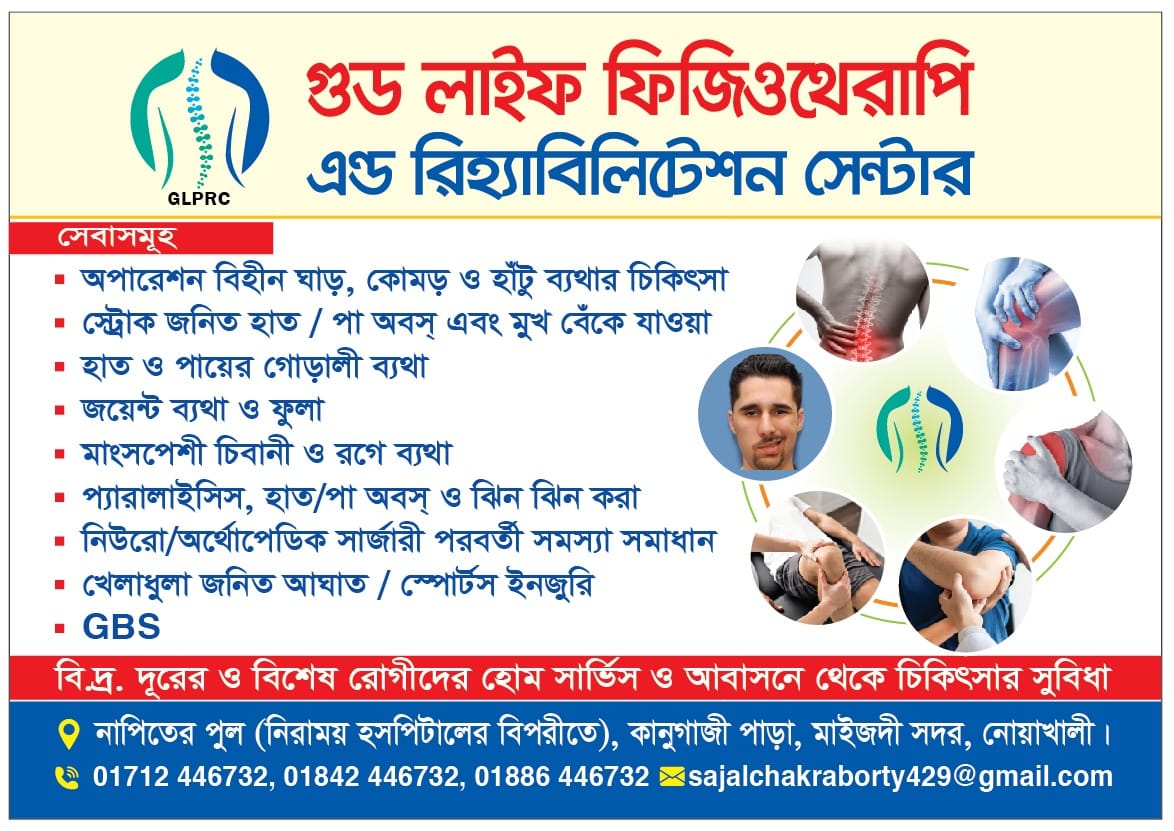 গুড লাইফ ফিজিওথেরাপি
এন্ড রিহ্যাবিলিটেশন সেন্টার
GLPRC
সেবাসমূহ
▪ অপারেশন বিহীন ঘাড়, কোমড় ও হাঁটু ব্যথার চিকিৎসা
▪ স্ট্রোক জনিত হাত / পা অবস্ এবং মুখ বেঁকে যাওয়া
▪ হাত ও পায়ের গোড়ালী ব্যথা
▪ জয়েন্ট ব্যথা ও ফুলা
▪ মাংসপেশী চিবানী ও রগে ব্যথা
▪ প্যারালাইসিস, হাত/পা অবস্ ও ঝিন ঝিন করা
▪ নিউরো/অর্থোপেডিক সার্জারী পরবর্তী সমস্যা সমাধান
▪ খেলাধুলা জনিত আঘাত / স্পোর্টস ইনজুরি
▪ GBS
বি.দ্র. দূরের ও বিশেষ রোগীদের হোম সার্ভিস ও আবাসনে থেকে চিকিৎসার সুবিধা
নাপিতের পুল (নিরাময় হসপিটালের বিপরীতে), কানুগাজী পাড়া, মাইজদী সদর, নোয়াখালী।
01712 446732, 01842 446732, 01886 446732 sajalchakraborty429@gmail.com